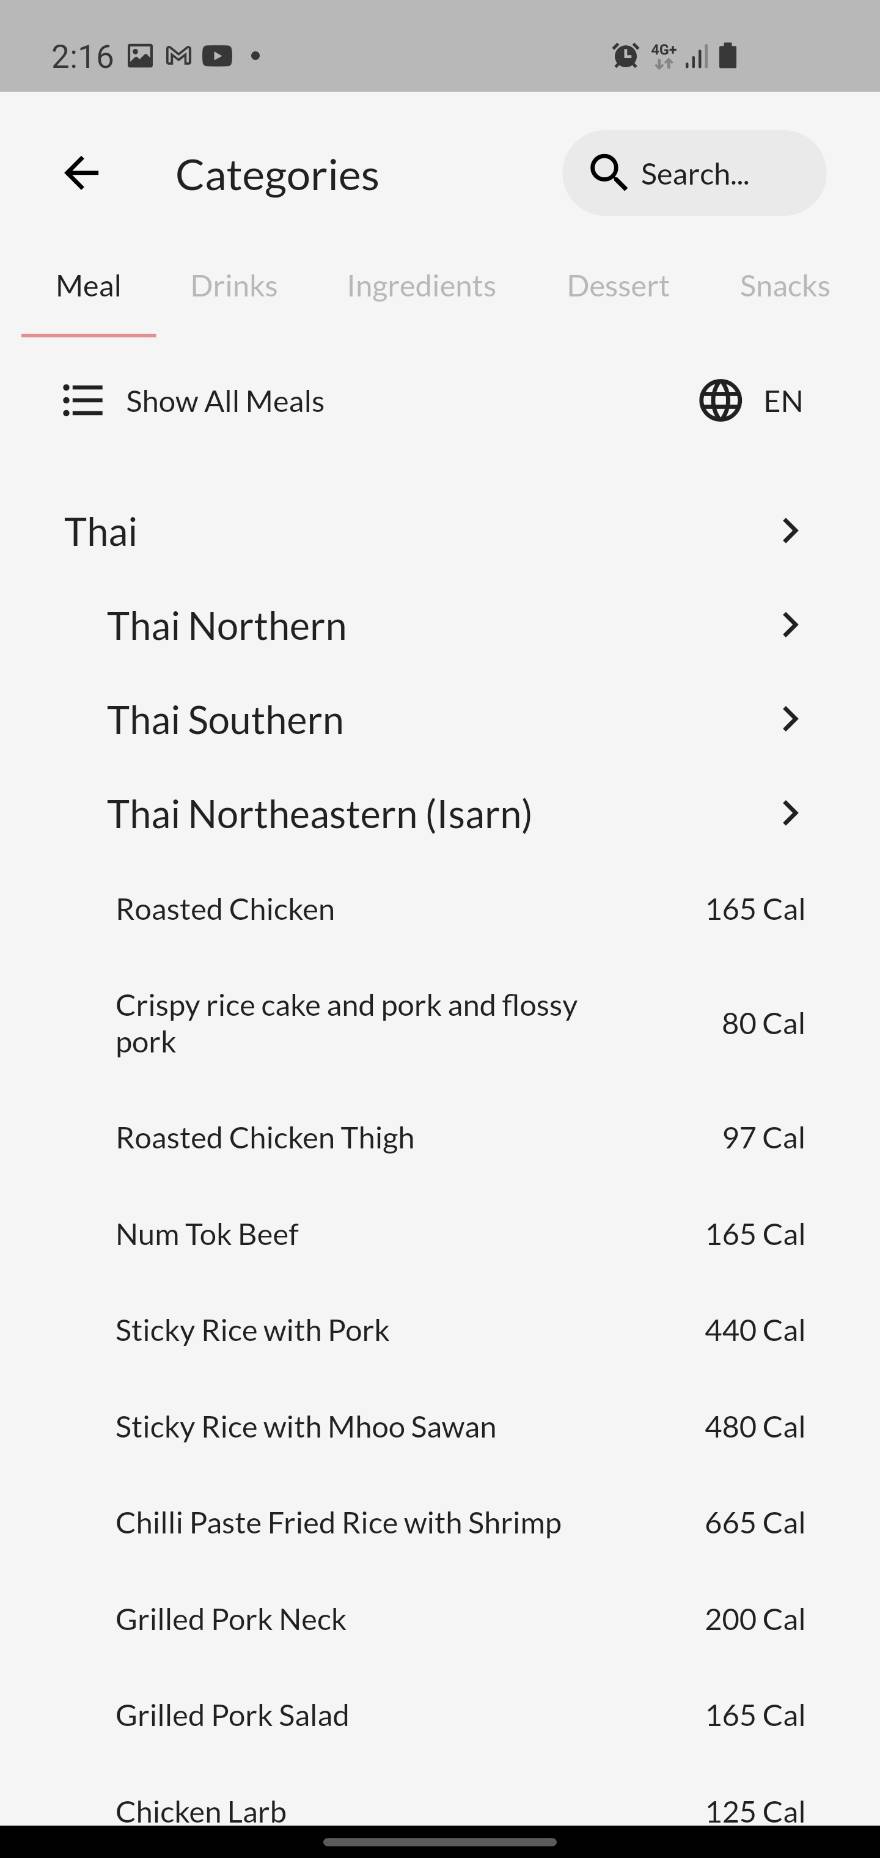 2:16 4G+
Categories Search...
Meal Drinks Ingredients Dessert Snacks
Show All Meals EN
Thai
Thai Northern
Thai Southern
Thai Northeastern (Isarn)
Roasted Chicken 165 Cal
Crispy rice cake and pork and flossy
pork 80 Cal
Roasted Chicken Thigh 97 Cal
Num Tok Beef 165 Cal
Sticky Rice with Pork 440 Cal
Sticky Rice with Mhoo Sawan 480 Cal
Chilli Paste Fried Rice with Shrimp 665 Cal
Grilled Pork Neck 200 Cal
Grilled Pork Salad 165 Cal
Chicken Larb 125 Cal